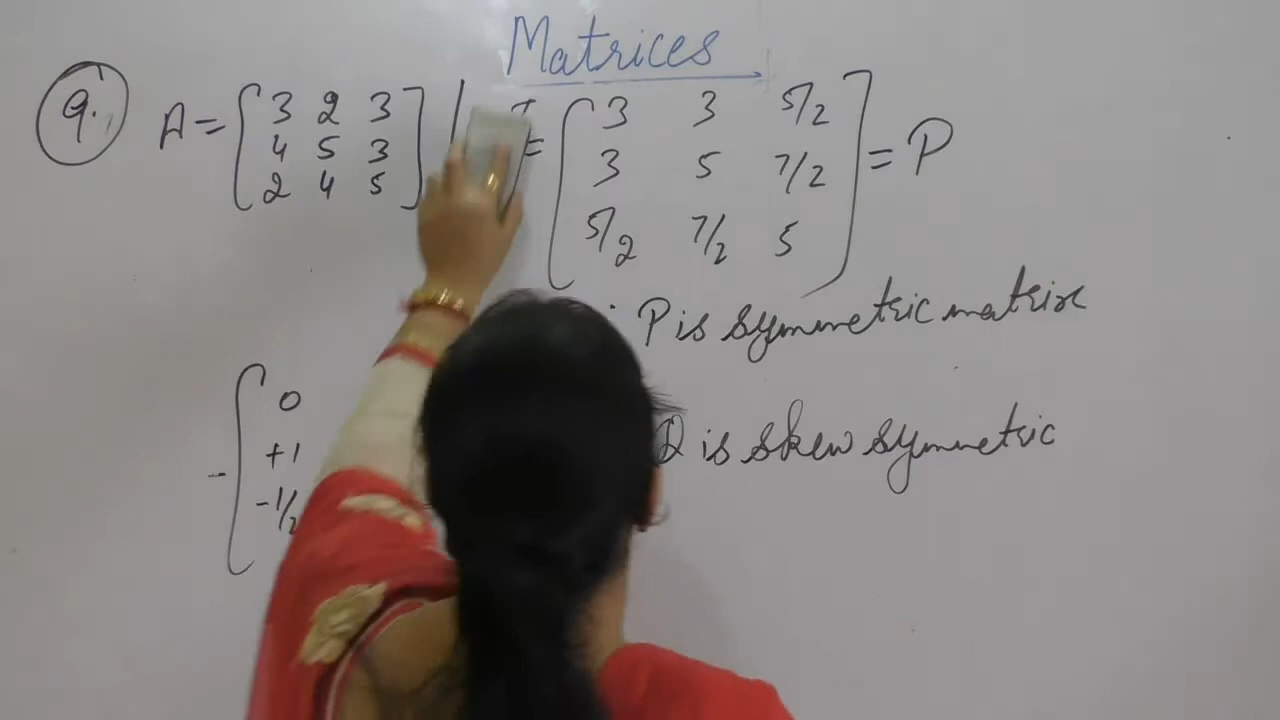 Matrices
9. A = [3 2 3
4 5 3
2 4 5]
T = [3 3 5/2
3 5 7/2
5/2 7/2 5] = P
P is symmetric matrix
- [0
+1
-1/2
Q is skew symmetric